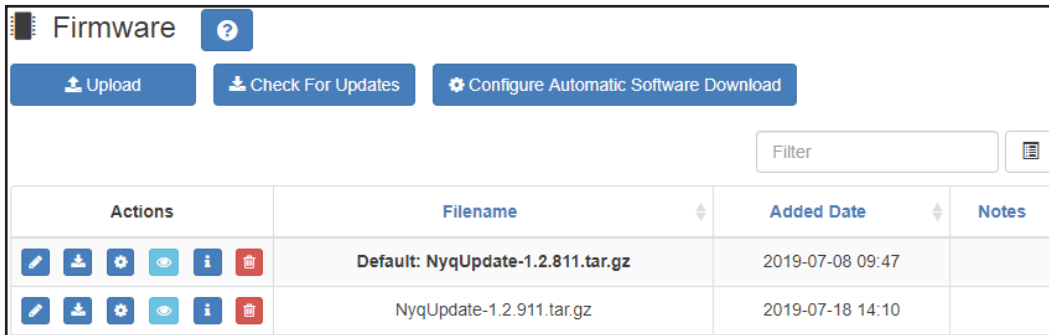 Firmware
Upload Check For Updates Configure Automatic Software Download
Filter
Actions Filename Added Date Notes
Default: NyqUpdate-1.2.811.tar.gz 2019-07-08 09:47
NyqUpdate-1.2.911.tar.gz 2019-07-18 14:10